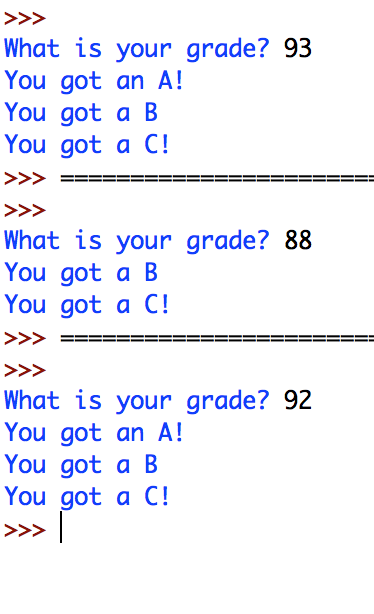 >>>
What is your grade? 93
You got an A!
You got a B
You got a C!
>>> ========================
>>>
What is your grade? 88
You got a B
You got a C!
>>> ========================
>>>
What is your grade? 92
You got an A!
You got a B
You got a C!
>>>